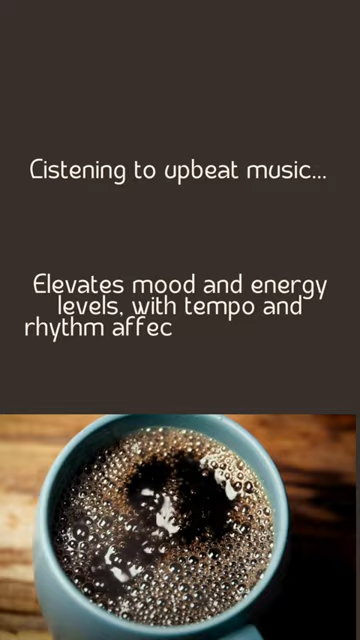 Listening to upbeat music...
Elevates mood and energy
levels, with tempo and
rhythm affec